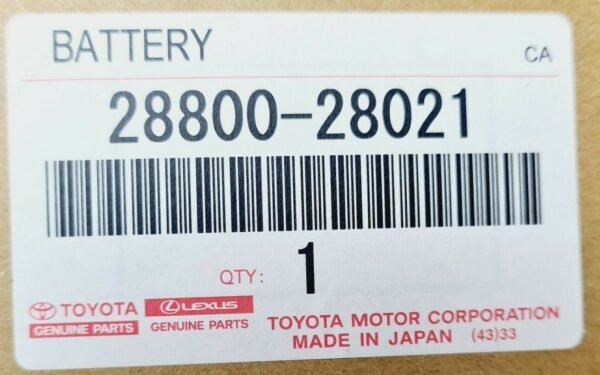 BATTERY
CA
28800-28021
QTY: 1
TOYOTA
GENUINE PARTS
LEXUS
GENUINE PARTS
TOYOTA MOTOR CORPORATION
MADE IN JAPAN (43)33